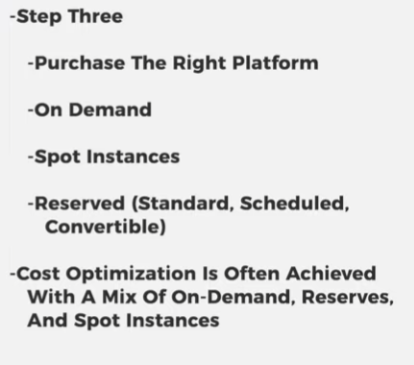 -Step Three
-Purchase The Right Platform
-On Demand
-Spot Instances
-Reserved (Standard, Scheduled,
Convertible)
-Cost Optimization Is Often Achieved
With A Mix Of On-Demand, Reserves,
And Spot Instances